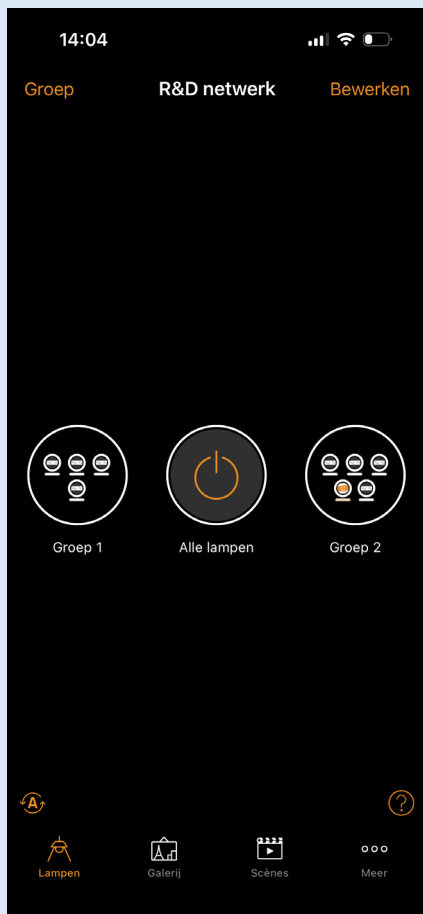 14:04
Groep R&D netwerk Bewerken
Groep 1 Alle lampen Groep 2
A
?
Lampen Galerij Scènes Meer